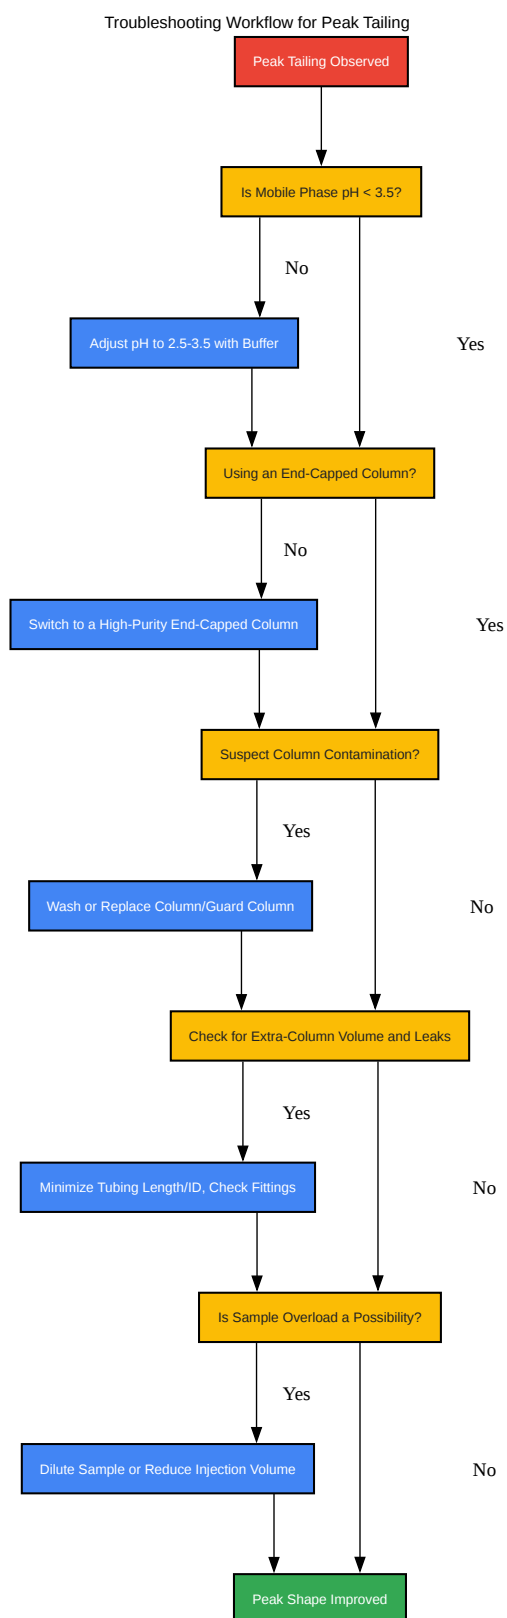 Troubleshooting Workflow for Peak Tailing
Peak Tailing Observed
Is Mobile Phase pH < 3.5?
No
Adjust pH to 2.5-3.5 with Buffer
Yes
Using an End-Capped Column?
No
Switch to a High-Purity End-Capped Column
Yes
Suspect Column Contamination?
Yes
Wash or Replace Column/Guard Column
No
Check for Extra-Column Volume and Leaks
Yes
Minimize Tubing Length/ID, Check Fittings
No
Is Sample Overload a Possibility?
Yes
Dilute Sample or Reduce Injection Volume
No
Peak Shape Improved